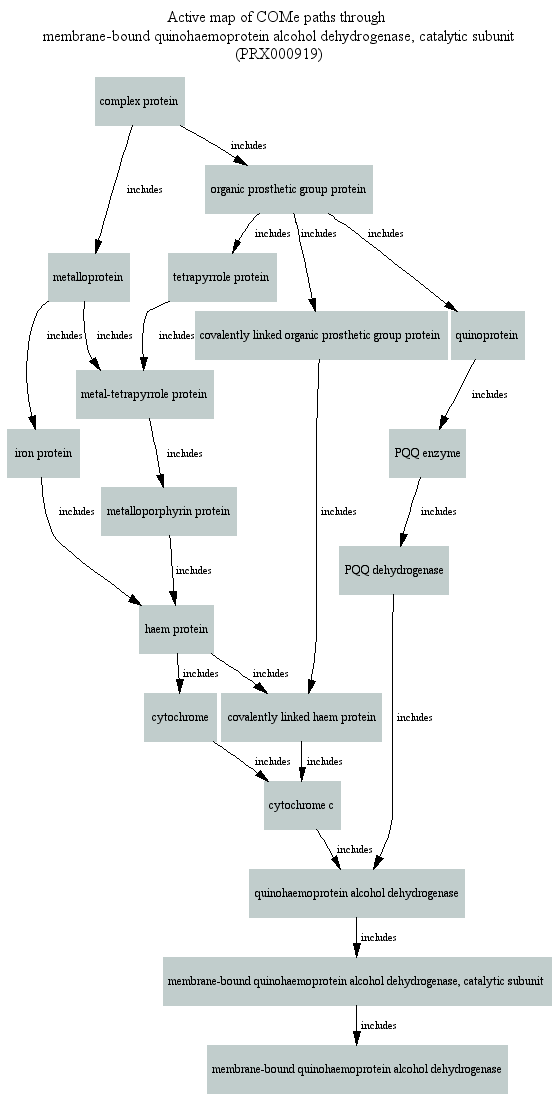 Active map of COMe paths through
membrane-bound quinohaemoprotein alcohol dehydrogenase, catalytic subunit
(PRX000919)
complex protein
includes
includes
organic prosthetic group protein
includes
includes
includes
metalloprotein
tetrapyrrole protein
includes
includes
includes
covalently linked organic prosthetic group protein
quinoprotein
metal-tetrapyrrole protein
includes
iron protein
includes
PQQ enzyme
metalloporphyrin protein
includes
includes
includes
PQQ dehydrogenase
includes
haem protein
includes
includes
cytochrome
covalently linked haem protein
includes
includes
includes
cytochrome c
includes
quinohaemoprotein alcohol dehydrogenase
includes
membrane-bound quinohaemoprotein alcohol dehydrogenase, catalytic subunit
includes
membrane-bound quinohaemoprotein alcohol dehydrogenase